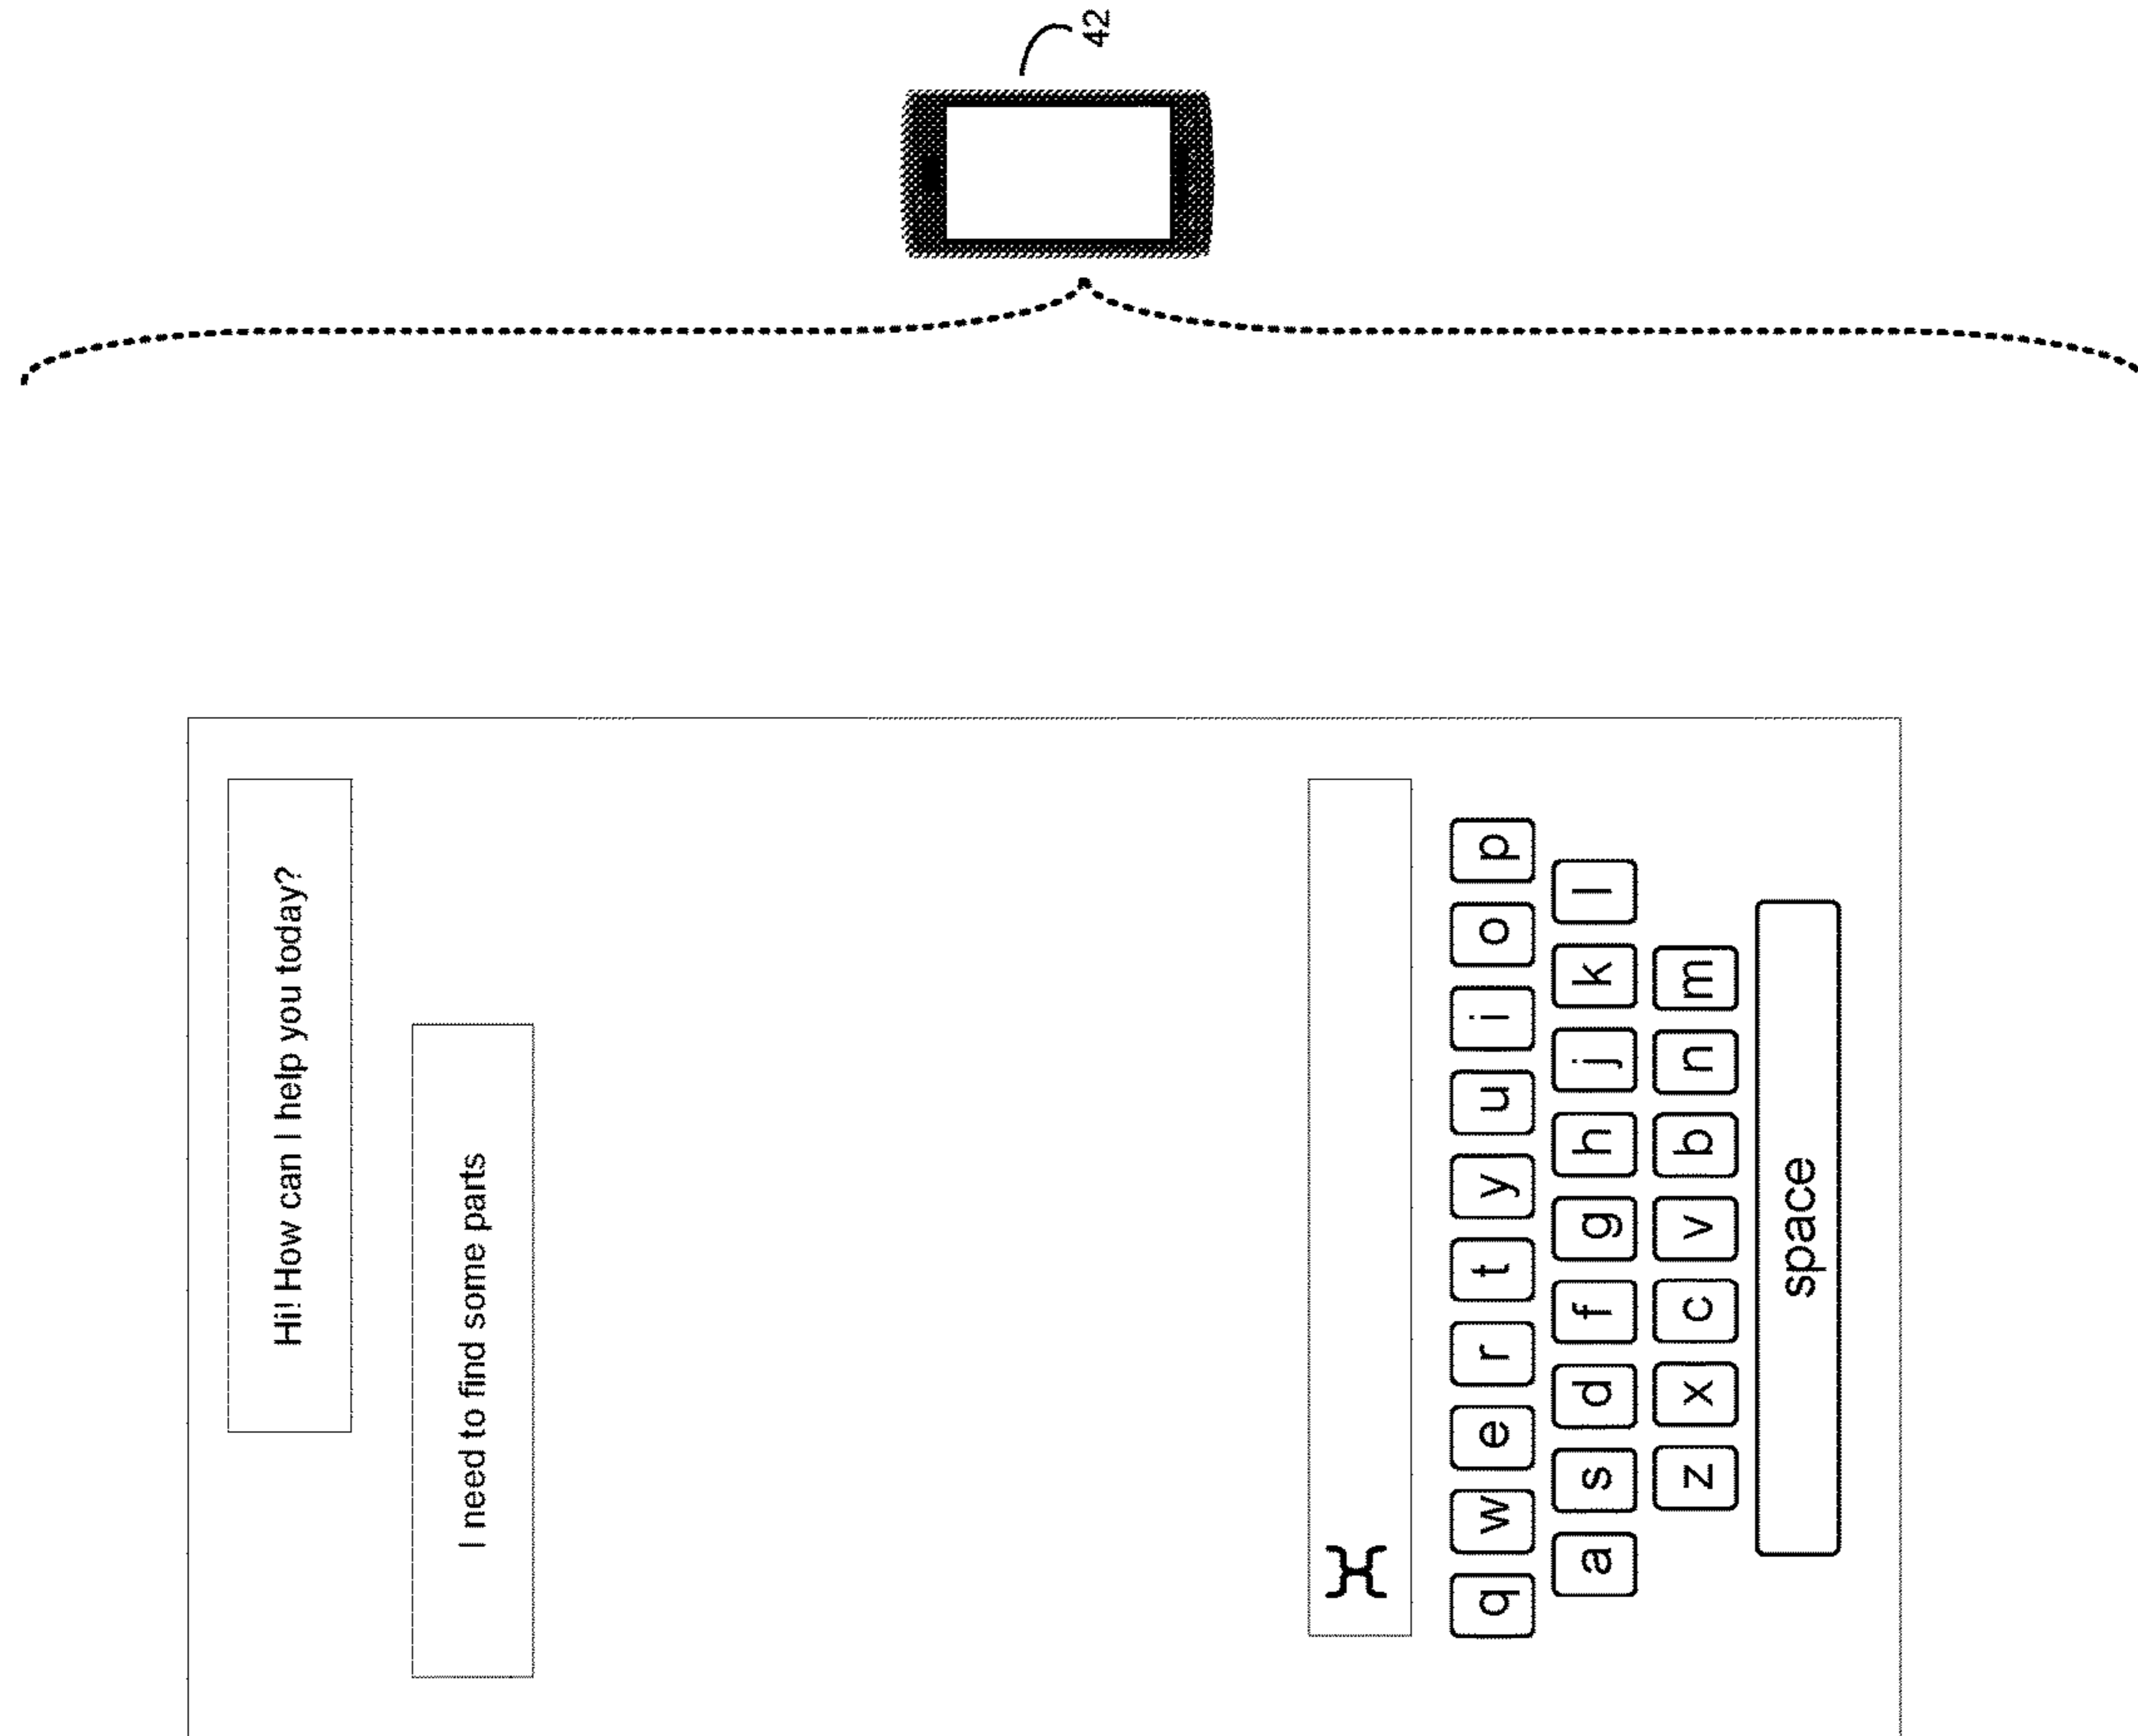 42
Hi! How can I help you today?
I need to find some parts
q w e r t y u i o p
a s d f g h j k l
z x c v b n m
space